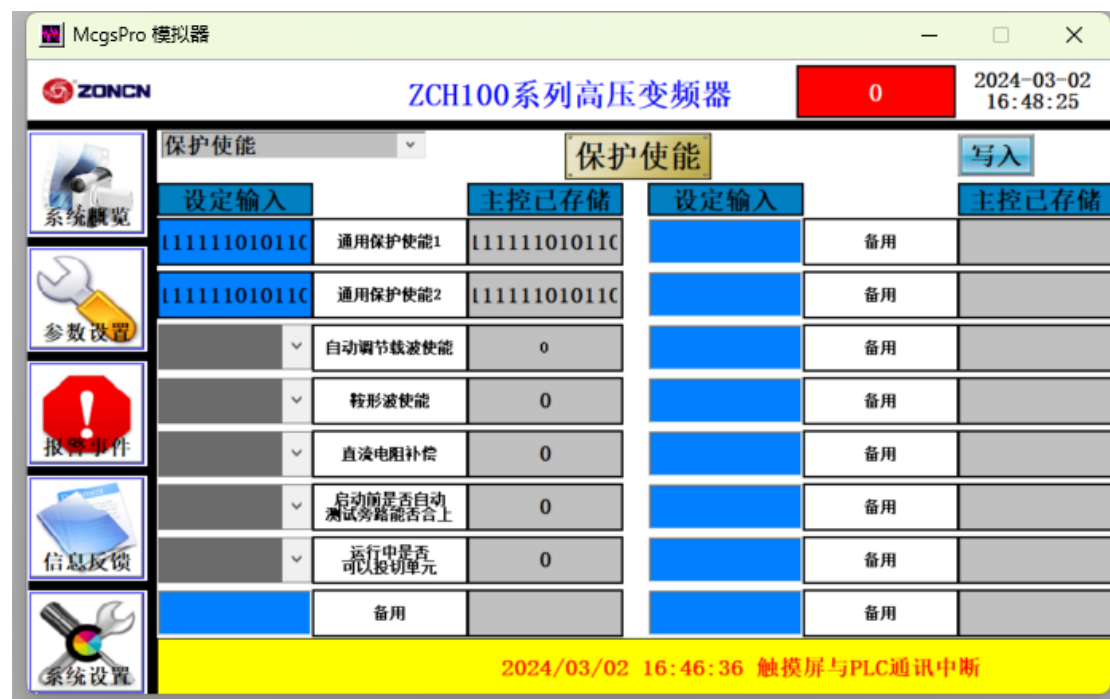 McgsPro 模拟器
ZONCN
ZCH100系列高压变频器
0
2024-03-02
16:48:25
保护使能
保护使能
写入
系统概览
设定输入
主控已存储
设定输入
主控已存储
通用保护使能1
备用
参数设置
通用保护使能2
备用
自动调节载波使能
0
备用
报警事件
鞍形波使能
0
备用
直流电阻补偿
0
备用
信息反馈
启动前是否自动
测试旁路能否合上
0
备用
运行中是否
可以投切单元
0
备用
系统设置
备用
备用
2024/03/02 16:46:36 触摸屏与PLC通讯中断